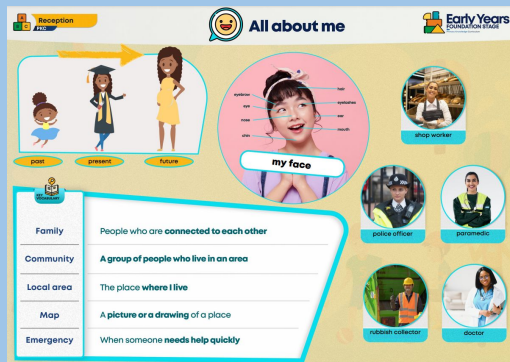 Reception
PKC
All about me
Early Years
FOUNDATION STAGE
past
present
future
eyebrow
eye
nose
chin
hair
eyelashes
ear
mouth
my face
shop worker
police officer
paramedic
rubbish collector
doctor
KEY
VOCABULARY
Family People who are connected to each other
Community A group of people who live in an area
Local area The place where I live
Map A picture or a drawing of a place
Emergency When someone needs help quickly